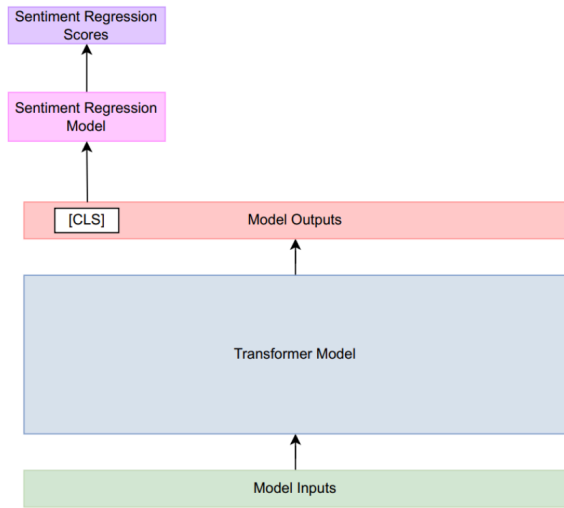 Sentiment Regression
Scores
Sentiment Regression
Model
[CLS]
Model Outputs
Transformer Model
Model Inputs